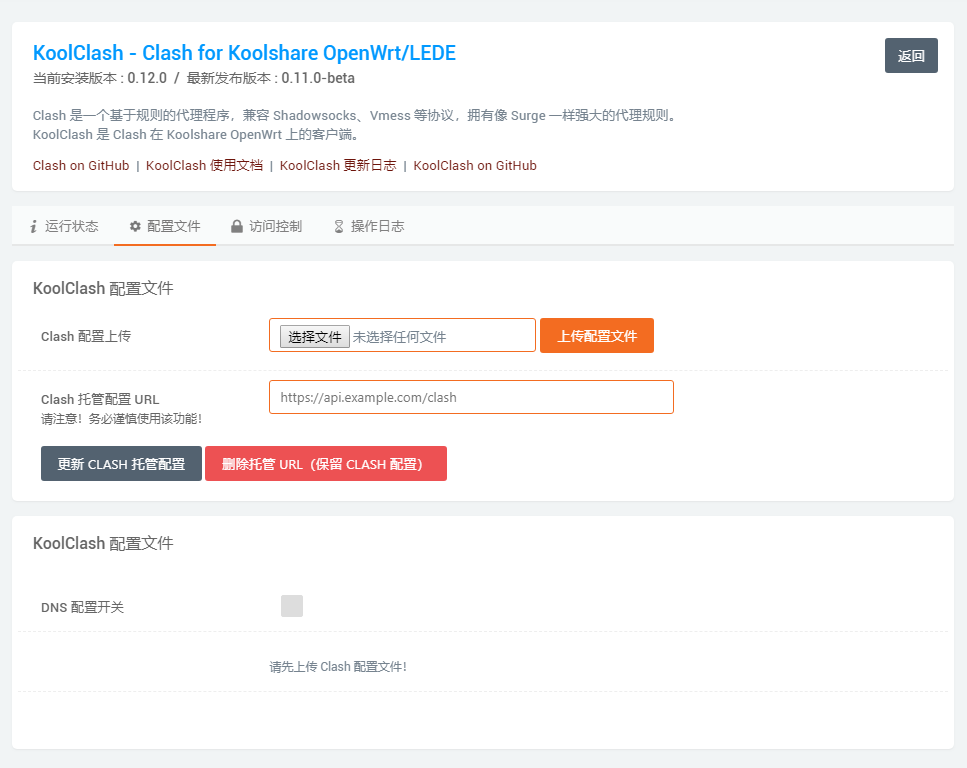 KoolClash - Clash for Koolshare OpenWrt/LEDE
返回
当前安装版本 : 0.12.0 / 最新发布版本 : 0.11.0-beta
Clash 是一个基于规则的代理程序，兼容 Shadowsocks、Vmess 等协议，拥有像 Surge 一样强大的代理规则。
KoolClash 是 Clash 在 Koolshare OpenWrt 上的客户端。
Clash on GitHub | KoolClash 使用文档 | KoolClash 更新日志 | KoolClash on GitHub
运行状态 配置文件 访问控制 操作日志
KoolClash 配置文件
Clash 配置上传 选择文件 未选择任何文件 上传配置文件
Clash 托管配置 URL https://api.example.com/clash
请注意！务必谨慎使用该功能！
更新 CLASH 托管配置 删除托管 URL（保留 CLASH 配置）
KoolClash 配置文件
DNS 配置开关
请先上传 Clash 配置文件！